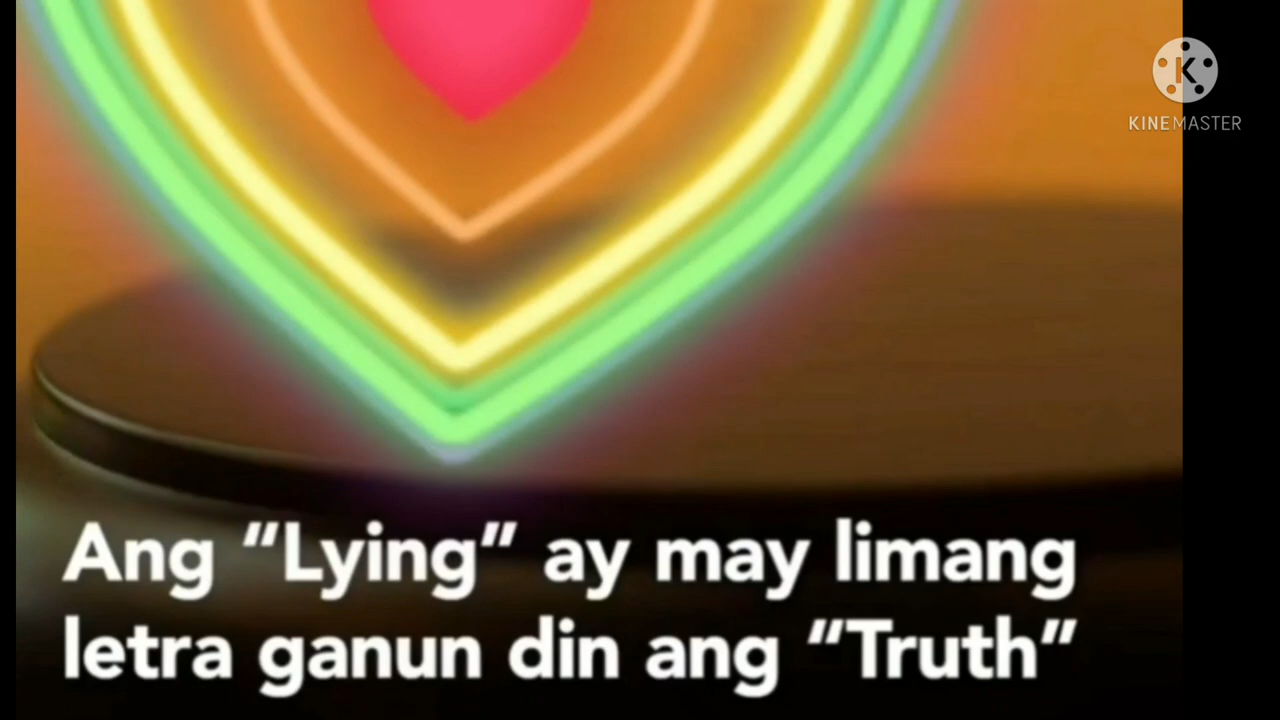 KINEMASTER
Ang “Lying” ay may limang
letra ganun din ang “Truth”